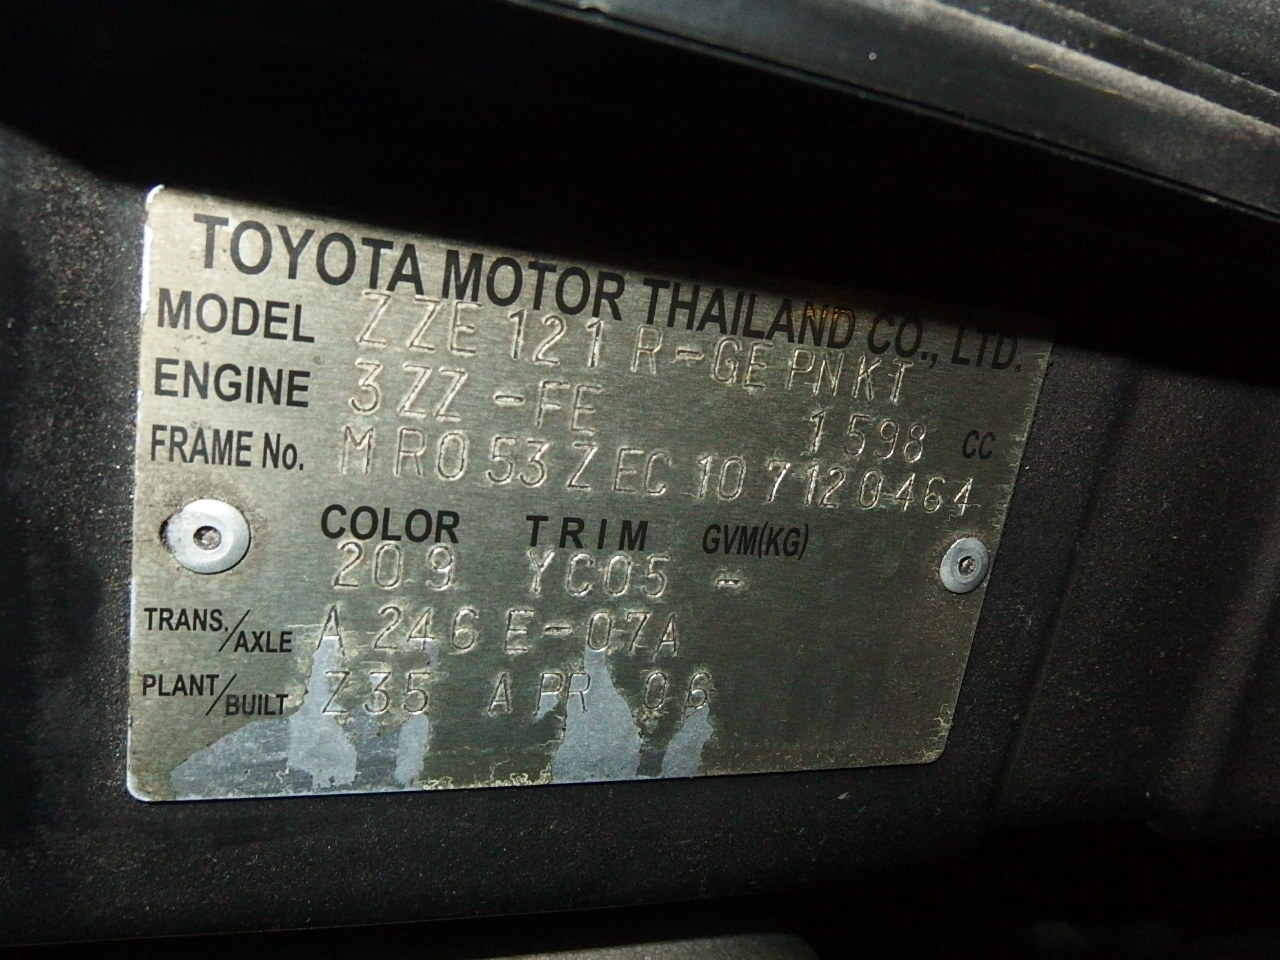 TOYOTA MOTOR THAILAND CO., LTD.
MODEL ZZE121R-GEPNKT
ENGINE 3ZZ-FE 1598 CC
FRAME No. MR053ZEC107120464
COLOR TRIM GVM(KG)
209 YC05 -
TRANS./AXLE A246E-07A
PLANT/BUILT Z35 APR 06